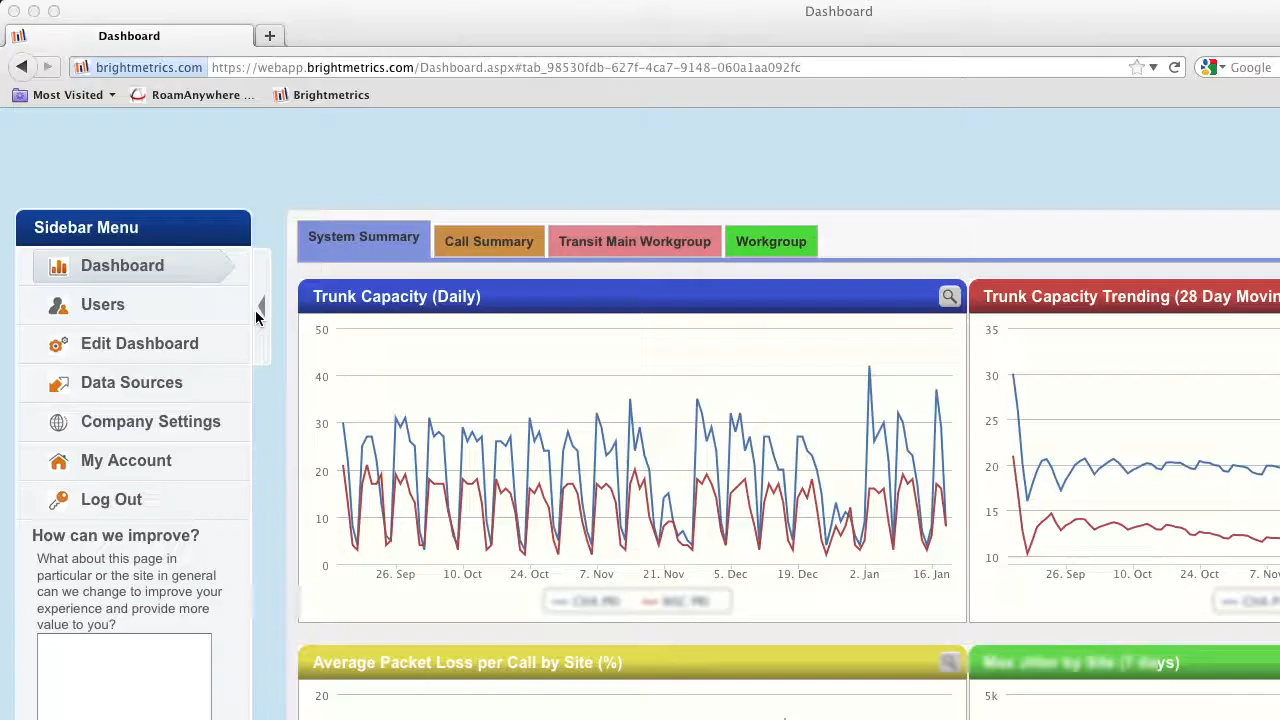 Dashboard
Dashboard
brightmetrics.com https://webapp.brightmetrics.com/Dashboard.aspx#tab_98530fdb-627f-4ca7-9148-060a1aa092fc Google
Most Visited RoamAnywhere ... Brightmetrics
Sidebar Menu
Dashboard
Users
Edit Dashboard
Data Sources
Company Settings
My Account
Log Out
How can we improve?
What about this page in
particular or the site in general
can we change to improve your
experience and provide more
value to you?
System Summary Call Summary Transit Main Workgroup Workgroup
Trunk Capacity (Daily)
50
40
30
20
10
0
26. Sep 10. Oct 24. Oct 7. Nov 21. Nov 5. Dec 19. Dec 2. Jan 16. Jan
Trunk Capacity Trending (28 Day Movin
35
30
25
20
15
10
26. Sep 10. Oct 24. Oct 7. Nov
Average Packet Loss per Call by Site (%)
20
Max Jitter by Site (7 days)
5k